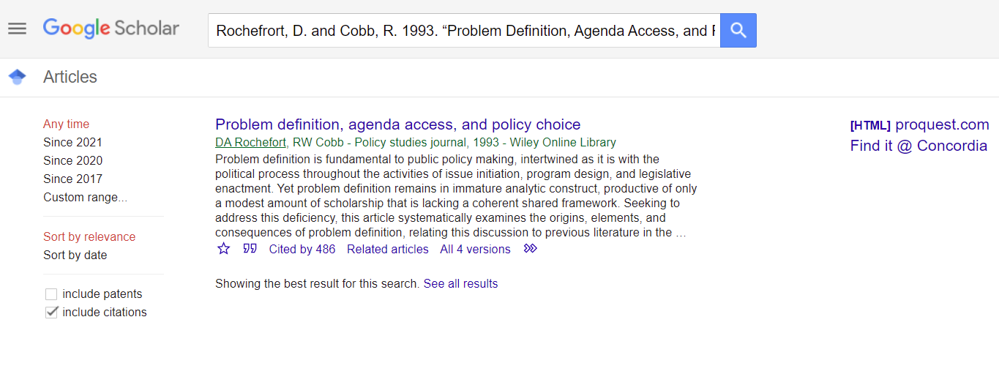 Google Scholar
Rochefrort, D. and Cobb, R. 1993. “Problem Definition, Agenda Access, and
Articles
Any time
Since 2021
Since 2020
Since 2017
Custom range...
Sort by relevance
Sort by date
include patents
include citations
Problem definition, agenda access, and policy choice
DA Rochefort, RW Cobb - Policy studies journal, 1993 - Wiley Online Library
Problem definition is fundamental to public policy making, intertwined as it is with the
political process throughout the activities of issue initiation, program design, and legislative
enactment. Yet problem definition remains in immature analytic construct, productive of only
a modest amount of scholarship that is lacking a coherent shared framework. Seeking to
address this deficiency, this article systematically examines the origins, elements, and
consequences of problem definition, relating this discussion to previous literature in the …
Cited by 486 Related articles All 4 versions
Showing the best result for this search. See all results
[HTML] proquest.com
Find it @ Concordia